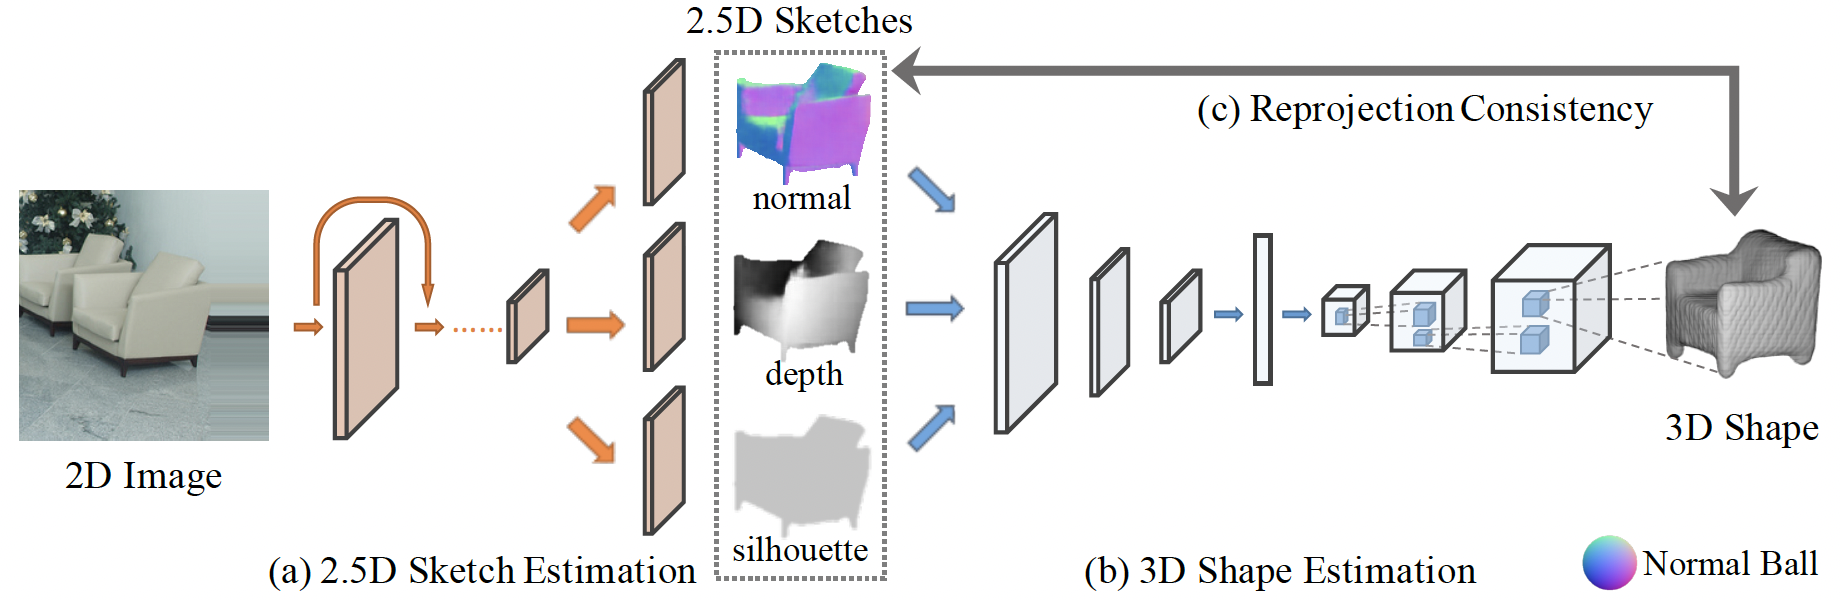 2.5D Sketches
(c) Reprojection Consistency
normal
depth
3D Shape
2D Image
silhouette
(a) 2.5D Sketch Estimation
(b) 3D Shape Estimation
Normal Ball